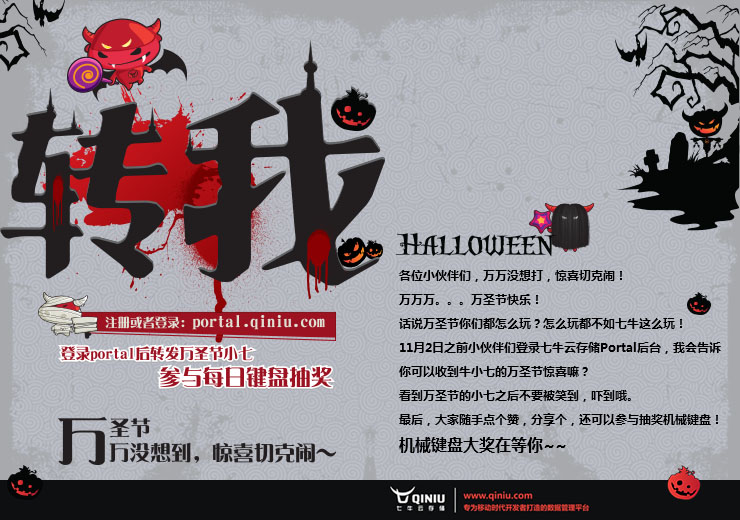 转我
注册或者登录：portal.qiniu.com
登录portal后转发万圣节小七
参与每日键盘抽奖
万圣节
万没想到，惊喜切克闹～
HALLOWEEN
各位小伙伴们，万万没想打，惊喜切克闹！
万万万。。。万圣节快乐！
话说万圣节你们都怎么玩？怎么玩都不如七牛这么玩！
11月2日之前小伙伴们登录七牛云存储Portal后台，我会告诉
你可以收到牛小七的万圣节惊喜嘛？
看到万圣节的小七之后不要被笑到，吓到哦。
最后，大家随手点个赞，分享个，还可以参与抽奖机械键盘！
机械键盘大奖在等你~~
QINIU
七牛云存储
www.qiniu.com
专为移动时代开发者打造的数据管理平台